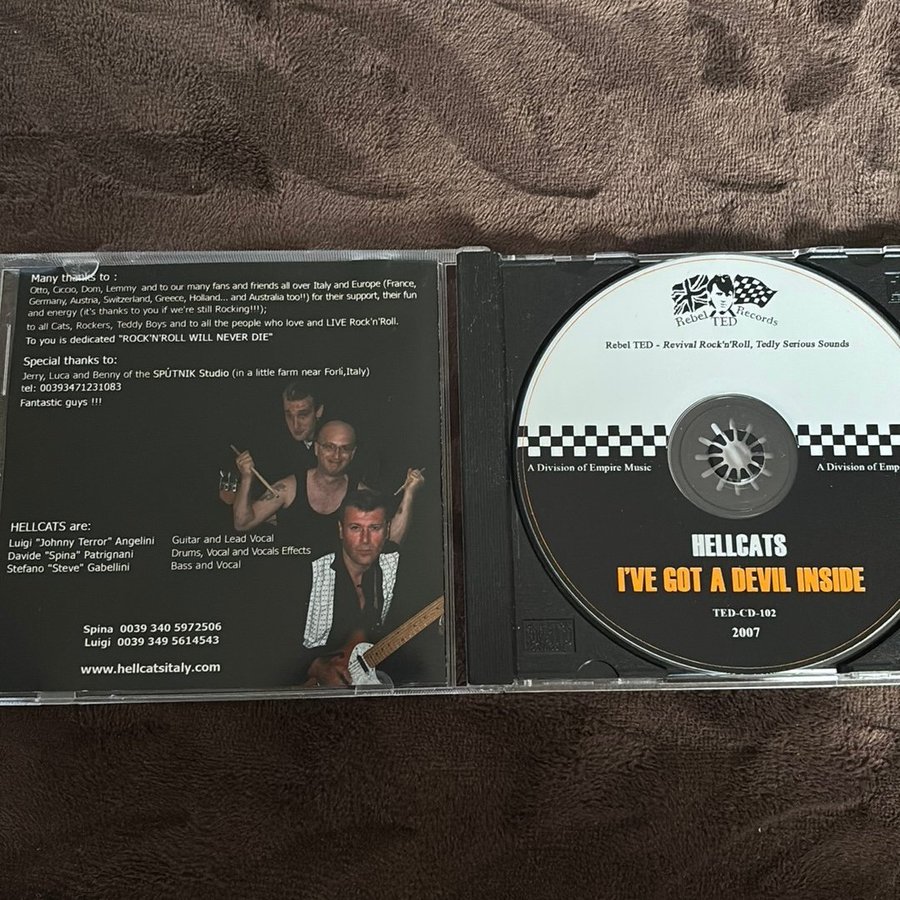 Many thanks to :
Otto, Ciccio, Dom, Lemmy and to our many fans and friends all over Italy and Europe (France,
Germany, Austria, Switzerland, Greece, Holland... and Australia too!!) for their support, their fun
and energy (it's thanks to you if we're still Rocking!!!);
to all Cats, Rockers, Teddy Boys and to all the people who love and LIVE Rock'n'Roll.
To you is dedicated "ROCK'N'ROLL WILL NEVER DIE"
Special thanks to:
Jerry, Luca and Benny of the SPÙTNIK Studio (in a little farm near Forlì,Italy)
tel: 00393471231083
Fantastic guys !!!
HELLCATS are:
Luigi "Johnny Terror" Angelini Guitar and Lead Vocal
Davide "Spina" Patrignani Drums, Vocal and Vocals Effects
Stefano "Steve" Gabellini Bass and Vocal
Spina 0039 340 5972506
Luigi 0039 349 5614543
www.hellcatsitaly.com
Rebel TED Records
Rebel TED - Revival Rock'n'Roll, Tedly Serious Sounds
A Division of Empire Music
A Division of Emp
HELLCATS
I'VE GOT A DEVIL INSIDE
TED-CD-102
2007